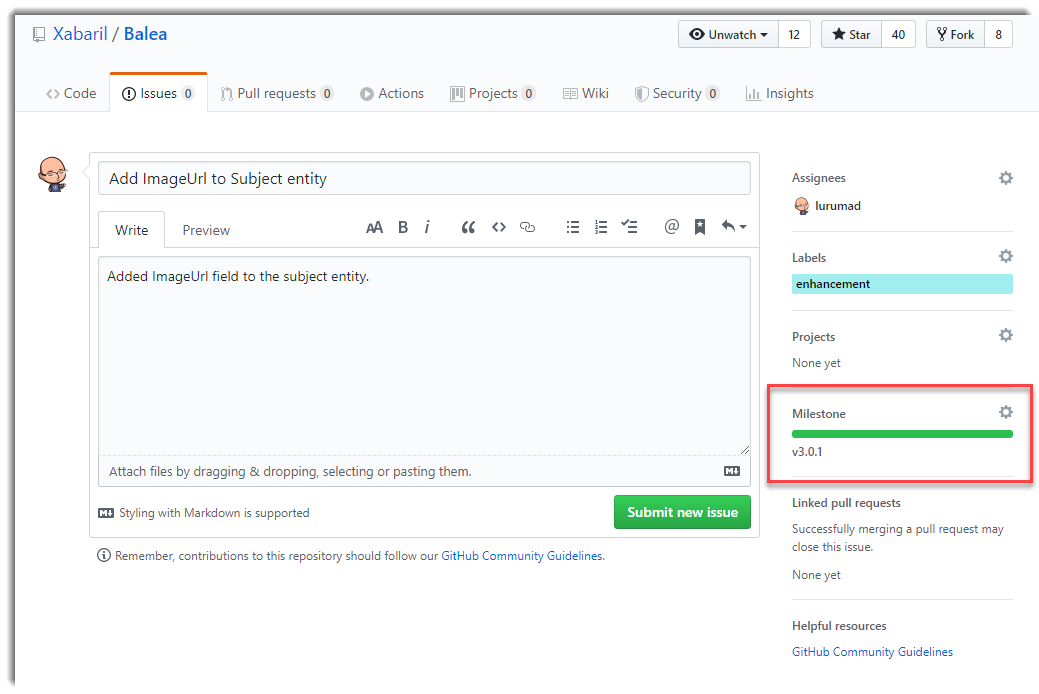 Xabaril / Balea
Unwatch 12
Star 40
Fork 8
Code
Issues 0
Pull requests 0
Actions
Projects 0
Wiki
Security 0
Insights
Add ImageUrl to Subject entity
Write
Preview
Added ImageUrl field to the subject entity.
Attach files by dragging & dropping, selecting or pasting them.
Styling with Markdown is supported
Submit new issue
Remember, contributions to this repository should follow our GitHub Community Guidelines.
Assignees
lurumad
Labels
enhancement
Projects
None yet
Milestone
v3.0.1
Linked pull requests
Successfully merging a pull request may
close this issue.
None yet
Helpful resources
GitHub Community Guidelines